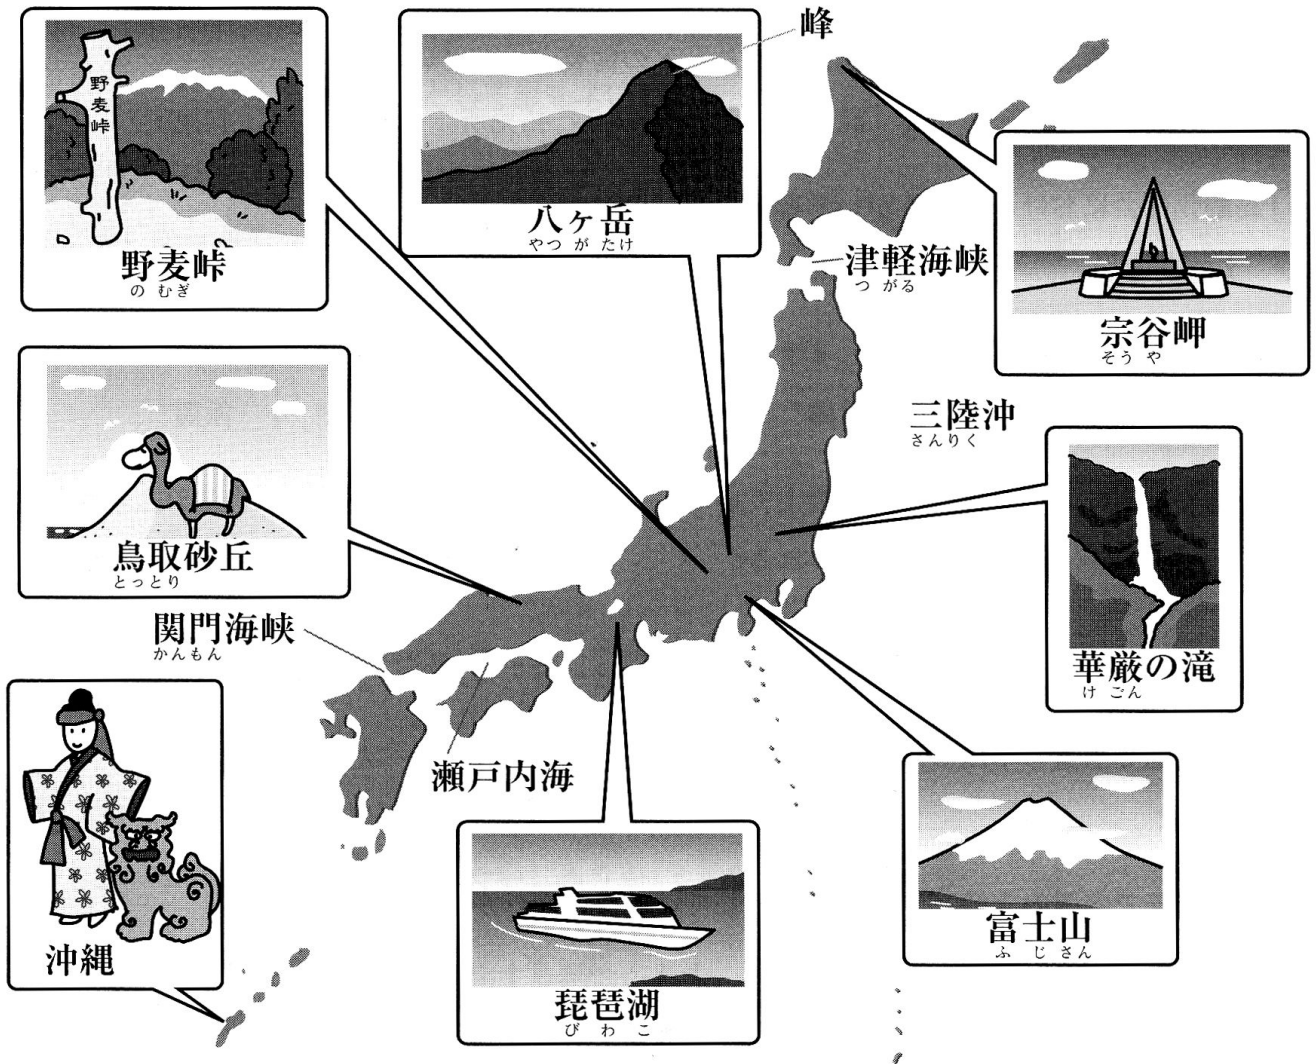 野麦峠
野麦峠
のむぎ
峰
八ヶ岳
やつ が たけ
津軽海峡
つ がる
宗谷岬
そう や
三陸沖
さんりく
鳥取砂丘
とっとり
関門海峡
かんもん
華厳の滝
け ごん
瀬戸内海
沖縄
琵琶湖
び わ こ
富士山
ふ じ さん